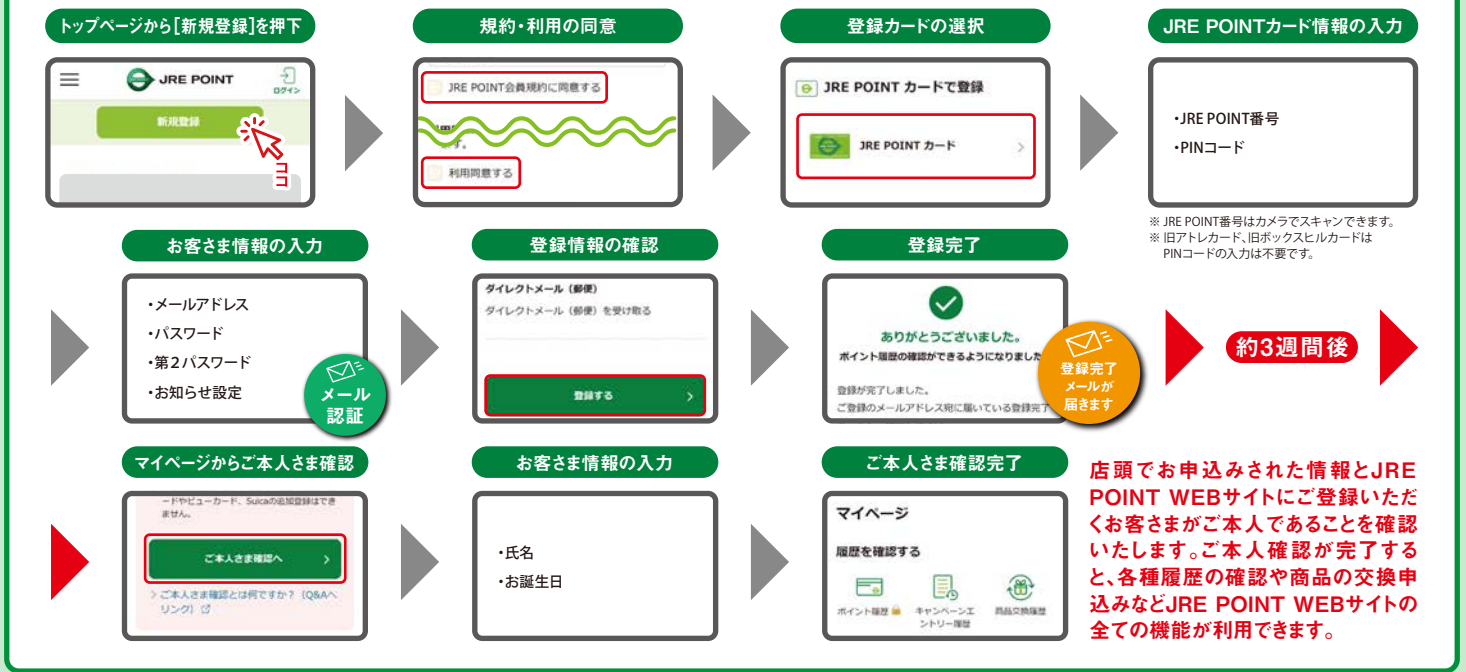 トップページから[新規登録]を押下
JRE POINT
ログイン
新規登録
ココ
規約・利用の同意
JRE POINT会員規約に同意する
ます。
利用同意する
登録カードの選択
JRE POINT カードで登録
JRE POINT カード
JRE POINTカード情報の入力
・JRE POINT番号
・PINコード
※ JRE POINT番号はカメラでスキャンできます。
※ 旧アトレカード、旧ボックスヒルカードは
PINコードの入力は不要です。
お客さま情報の入力
・メールアドレス
・パスワード
・第2パスワード
・お知らせ設定
メール
認証
登録情報の確認
ダイレクトメール（郵便）
ダイレクトメール（郵便）を受け取る
登録する
登録完了
ありがとうございました。
ポイント履歴の確認ができるようになりました
登録が完了しました。
ご登録のメールアドレス宛に届いている登録完了
登録完了
メールが
届きます
約3週間後
マイページからご本人さま確認
ードやビューカード、Suicaの追加登録はでき
ません。
ご本人さま確認へ
ご本人さま確認とは何ですか？（Q&Aへ
リンク）
お客さま情報の入力
・氏名
・お誕生日
ご本人さま確認完了
マイページ
履歴を確認する
ポイント履歴
キャンペーンエ
ントリー履歴
商品交換履歴
店頭でお申込みされた情報とJRE
POINT WEBサイトにご登録いただ
くお客さまがご本人であることを確認
いたします。ご本人確認が完了する
と、各種履歴の確認や商品の交換申
込みなどJRE POINT WEBサイトの
全ての機能が利用できます。